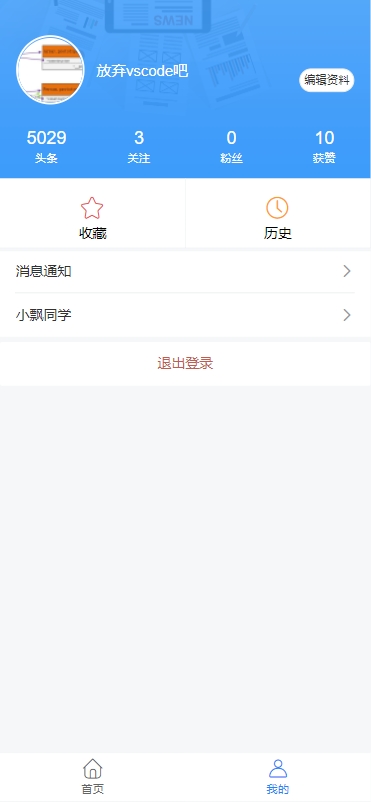 NEWS
放弃vscode吧
编辑资料
5029 3 0 10
头条 关注 粉丝 获赞
收藏 历史
消息通知
小飘同学
退出登录
首页 我的